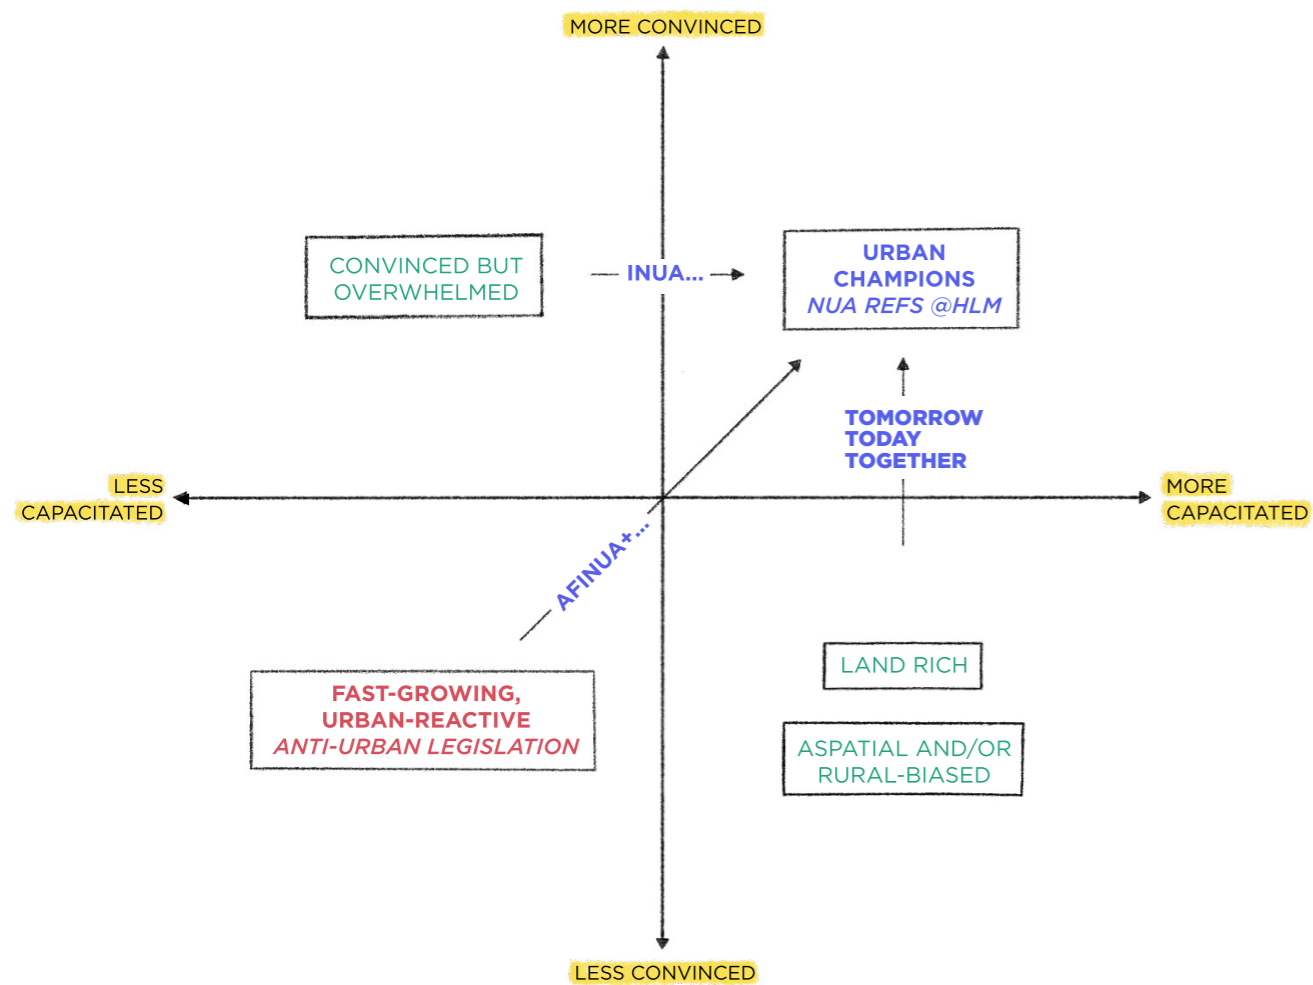 MORE CONVINCED
CONVINCED BUT
OVERWHELMED
INUA...
URBAN
CHAMPIONS
NUA REFS @HLM
TOMORROW
TODAY
TOGETHER
LESS
CAPACITATED
MORE
CAPACITATED
AFINUA+...
FAST-GROWING,
URBAN-REACTIVE
ANTI-URBAN LEGISLATION
LAND RICH
ASPATIAL AND/OR
RURAL-BIASED
LESS CONVINCED